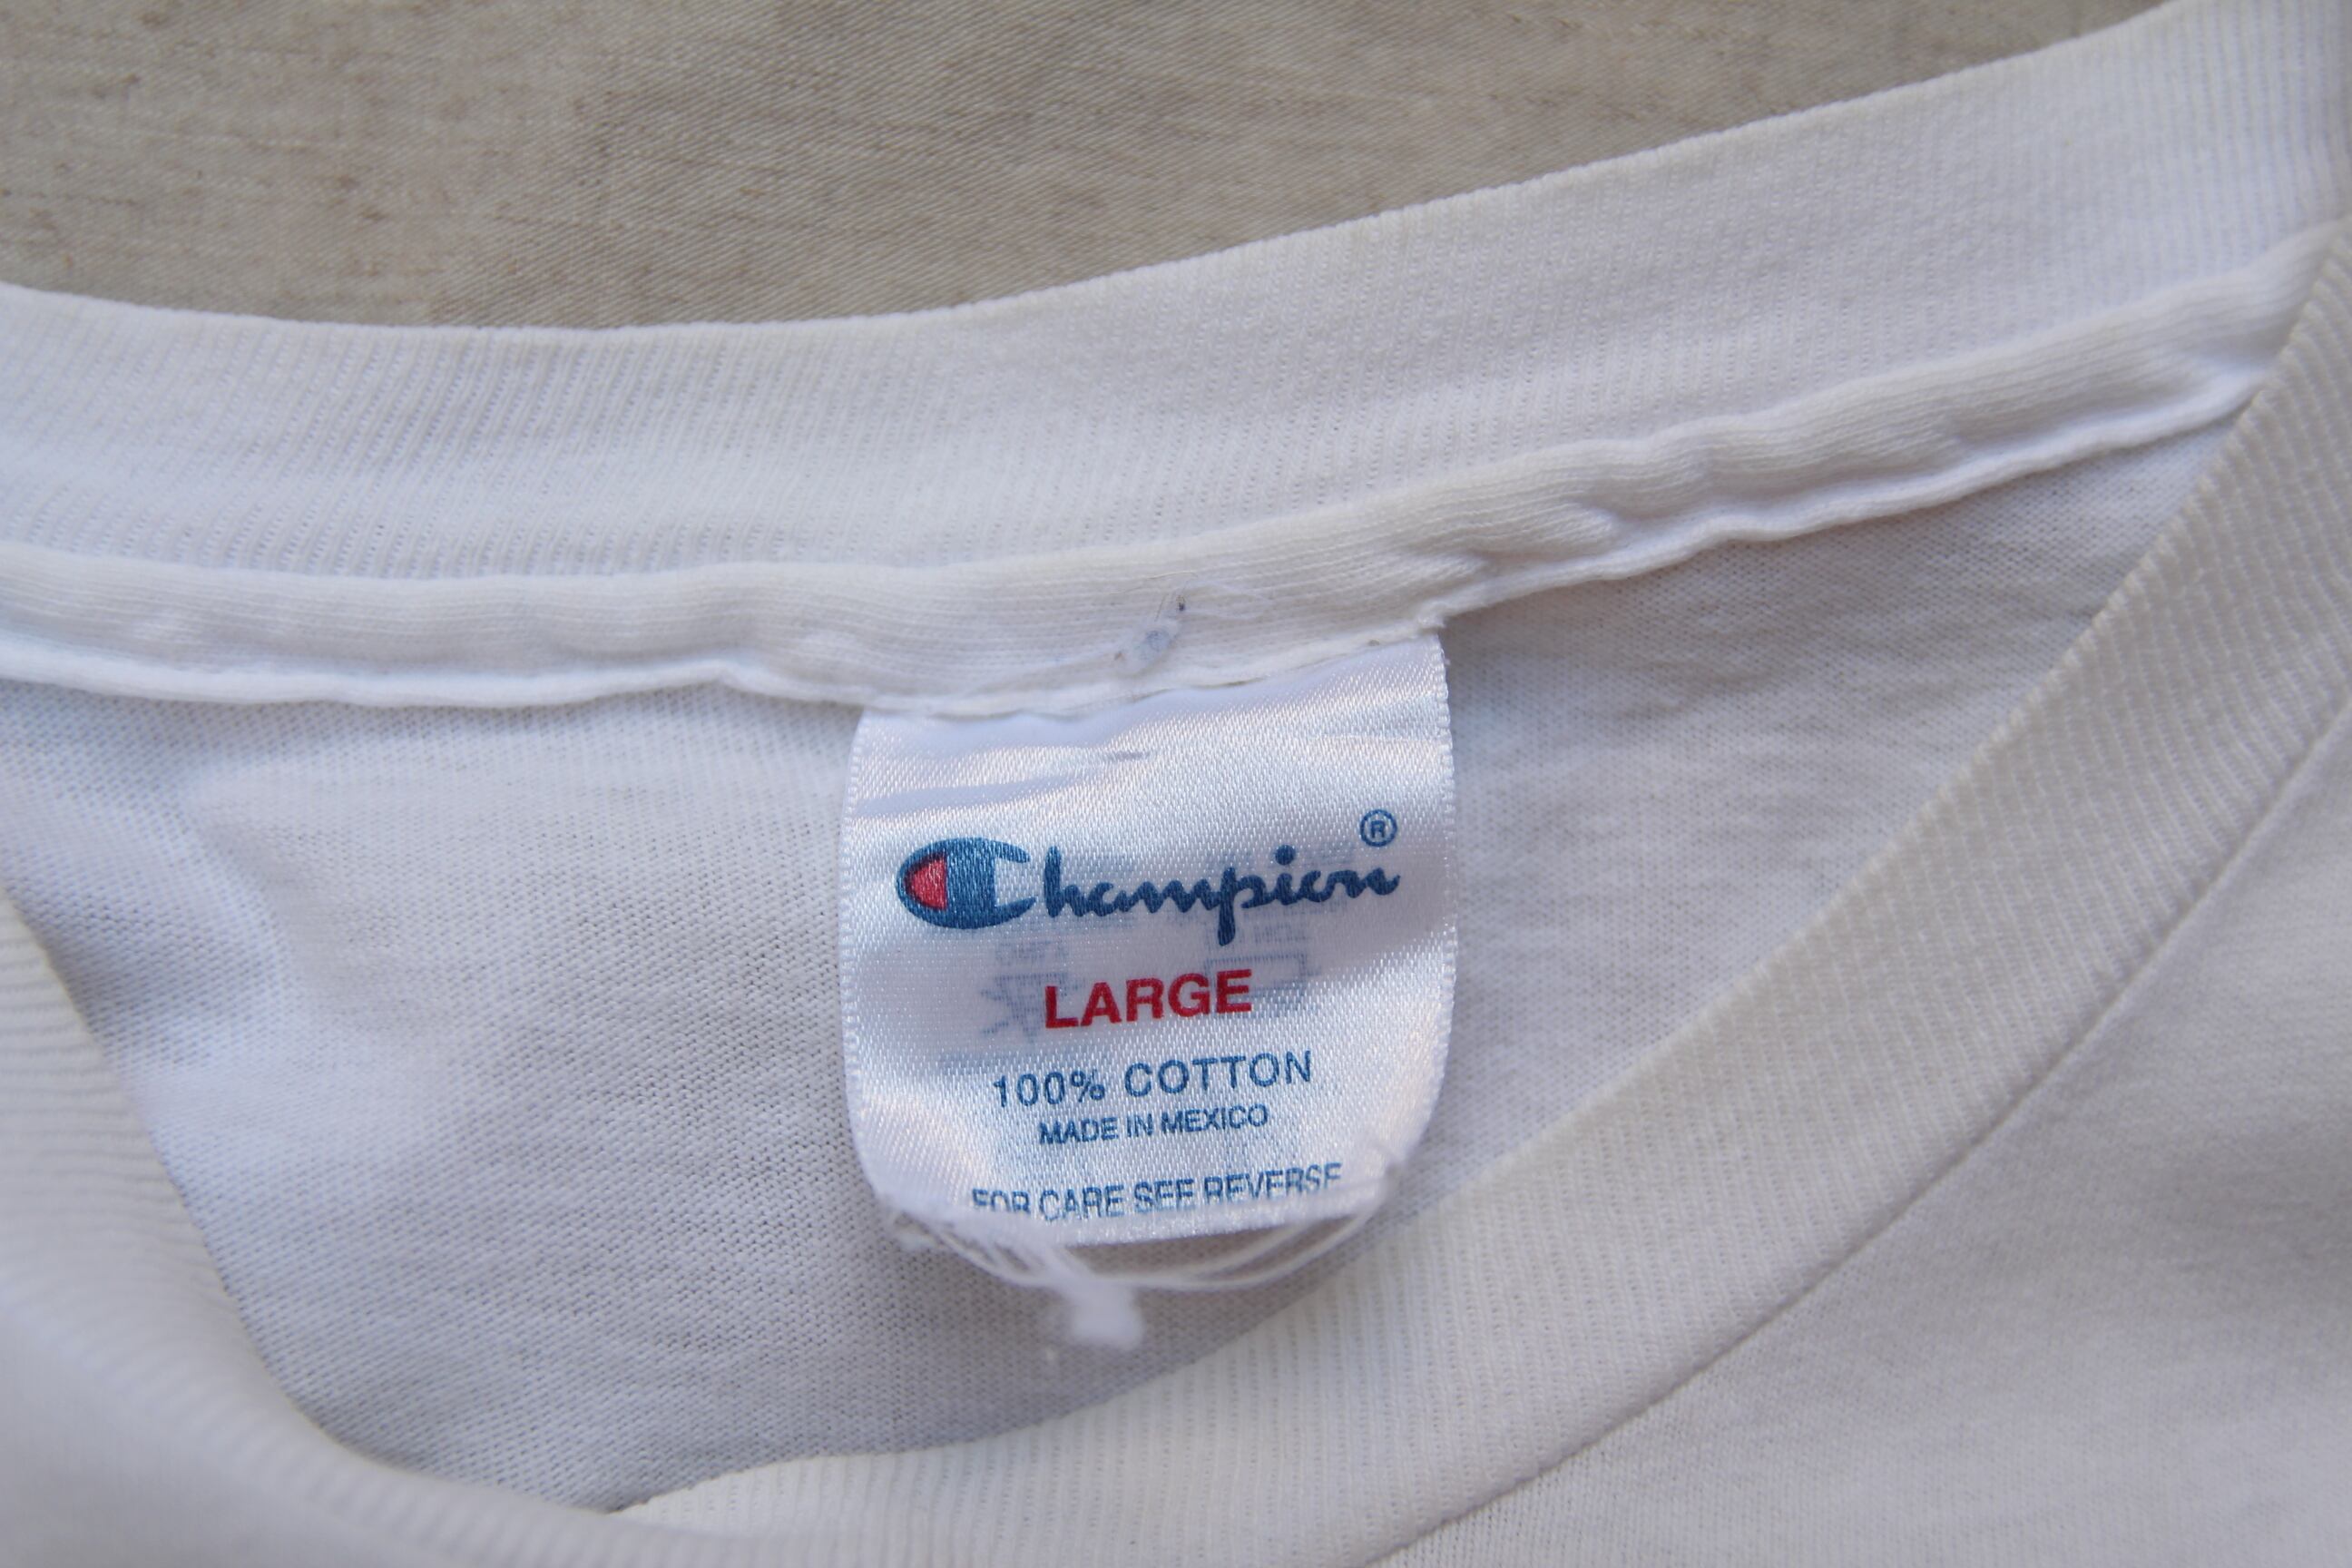 Champion®
LARGE
100% COTTON
MADE IN MEXICO
FOR CARE SEE REVERSE